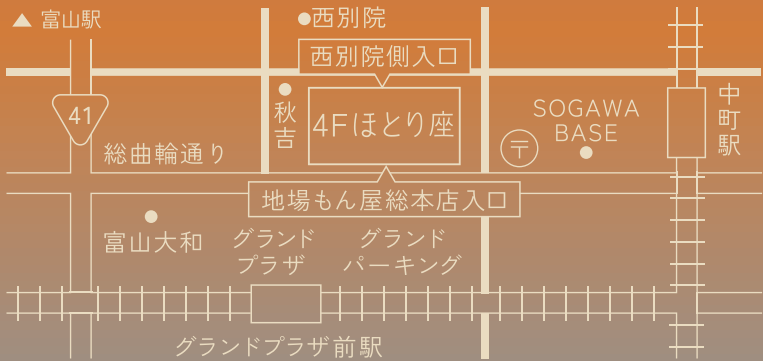 ▲ 富山駅
●西別院
西別院側入口
41
秋吉
4Fほとり座
SOGAWA
BASE
〒
中町駅
総曲輪通り
地場もん屋総本店入口
富山大和
グランド
プラザ
グランド
パーキング
グランドプラザ前駅